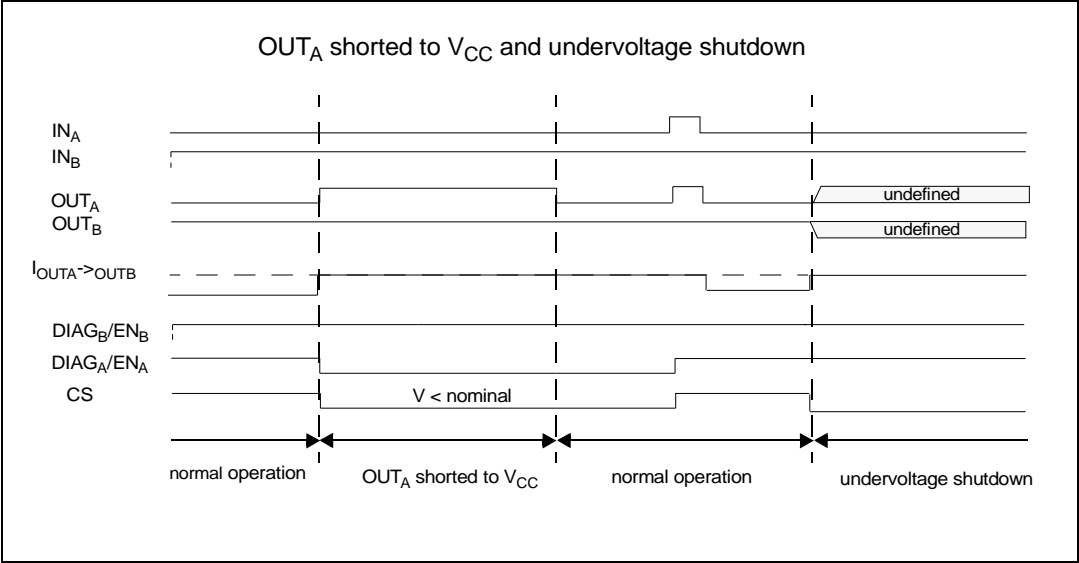 OUTA shorted to VCC and undervoltage shutdown
INA
INB
OUTA
undefined
OUTB
undefined
IOUTA->OUTB
DIAGB/ENB
DIAGA/ENA
CS
V < nominal
normal operation
OUTA shorted to VCC
normal operation
undervoltage shutdown